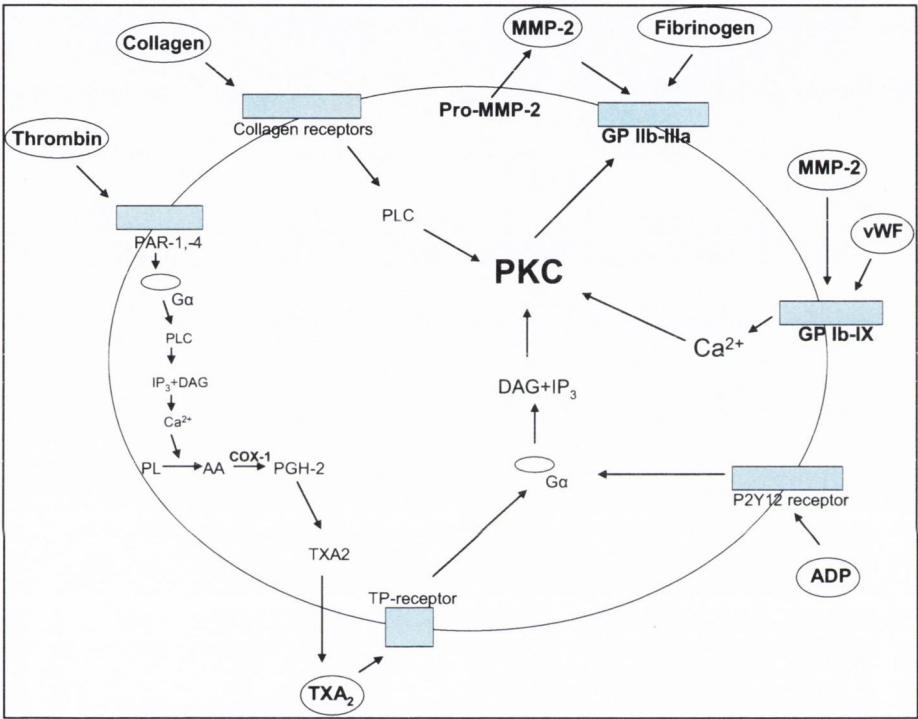 MMP-2
Fibrinogen
Collagen
Pro-MMP-2
Collagen receptors
GP IIb-IIIa
Thrombin
MMP-2
PLC
vWF
PAR-1,-4
PKC
Gα
GP Ib-IX
PLC
Ca²⁺
IP₃+DAG
DAG+IP₃
Ca²⁺
COX-1
PL
AA
PGH-2
Gα
P2Y12 receptor
TXA2
ADP
TP-receptor
TXA₂